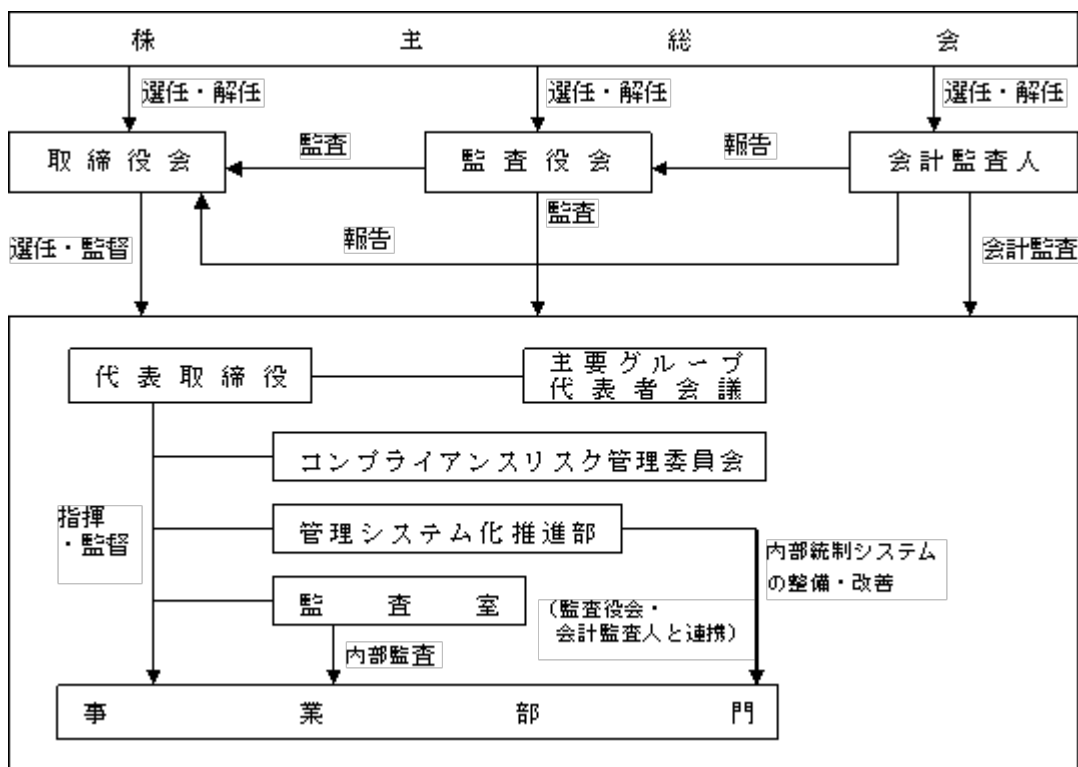 株主総会
選任・解任
選任・解任
選任・解任
取締役会
監査
監査役会
報告
会計監査人
選任・監督
報告
監査
会計監査
代表取締役
主要グループ
代表者会議
コンプライアンスリスク管理委員会
指揮
・監督
管理システム化推進部
内部統制システム
の整備・改善
監査室
(監査役会・
会計監査人と連携)
内部監査
事業部門